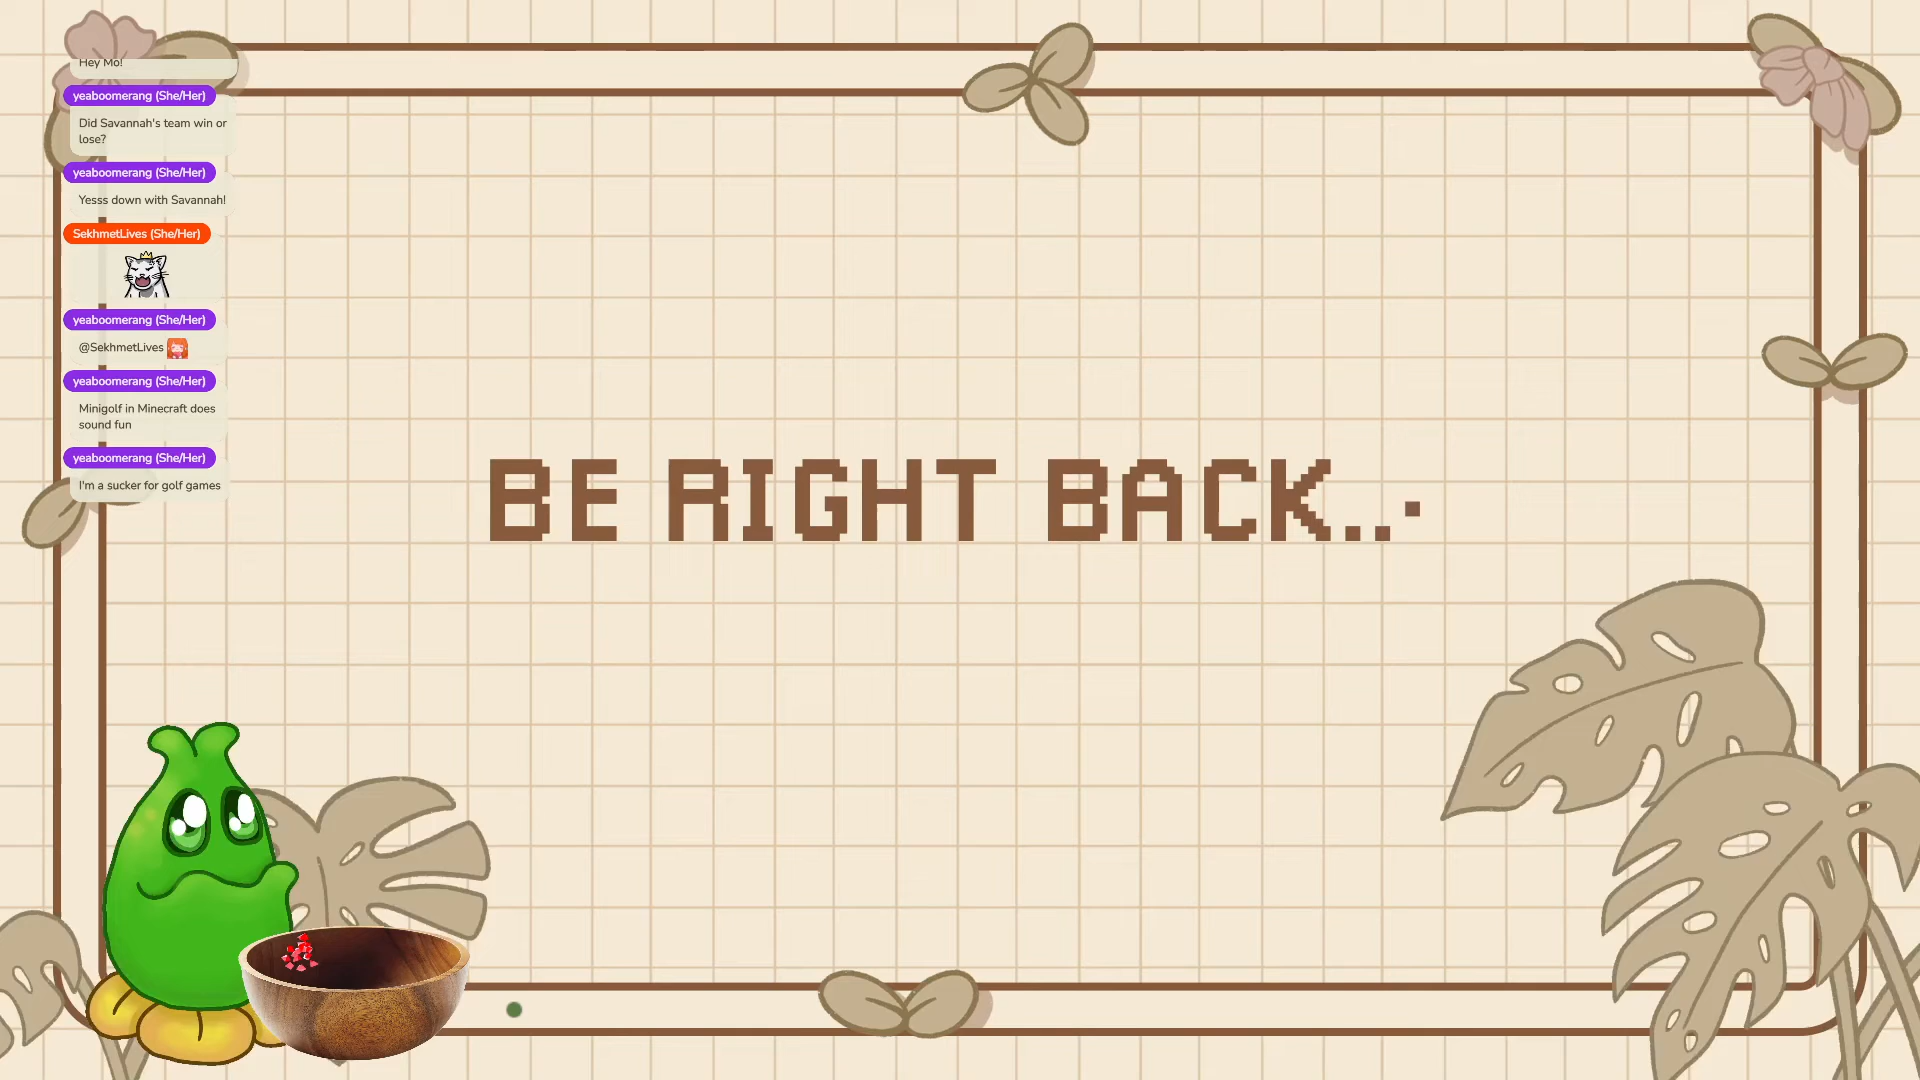 Hey Mo!
yeaboomerang (She/Her)
Did Savannah's team win or
lose?
yeaboomerang (She/Her)
Yesss down with Savannah!
SekhmetLives (She/Her)
yeaboomerang (She/Her)
@SekhmetLives
yeaboomerang (She/Her)
Minigolf in Minecraft does
sound fun
yeaboomerang (She/Her)
I'm a sucker for golf games
BE RIGHT BACK...